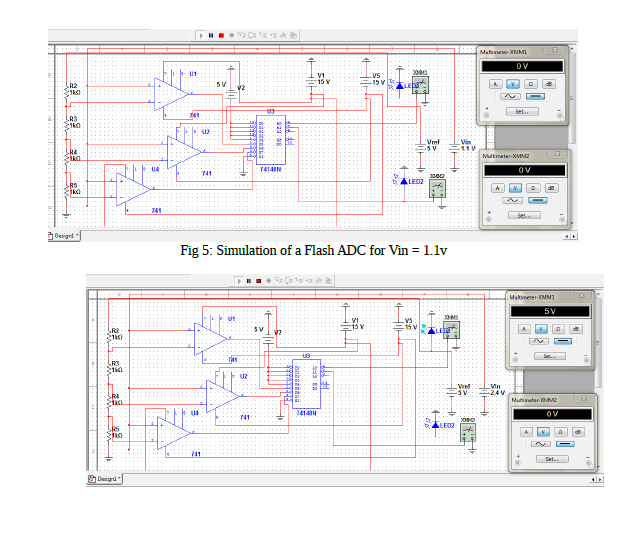 Multimeter-XMM1
0 V
A V Ω dB
Set...
R2
1kΩ
U1
5 V
V2
V1
15 V
V5
15 V
LED1
XMM1
R3
1kΩ
741
U3
U2
R4
1kΩ
Vref
5 V
Vin
1.1 V
U4
741
74148N
Multimeter-XMM2
0 V
A V Ω dB
Set...
R5
1kΩ
LED2
XMM2
741
Design1 *
Fig 5: Simulation of a Flash ADC for Vin = 1.1v
Multimeter-XMM1
5 V
A V Ω dB
Set...
R2
1kΩ
U1
5 V
V2
V1
15 V
V5
15 V
LED1
XMM1
R3
1kΩ
741
U3
U2
R4
1kΩ
Vref
5 V
Vin
2.4 V
U4
741
74148N
Multimeter-XMM2
0 V
A V Ω dB
Set...
R5
1kΩ
LED2
XMM2
741
Design1 *